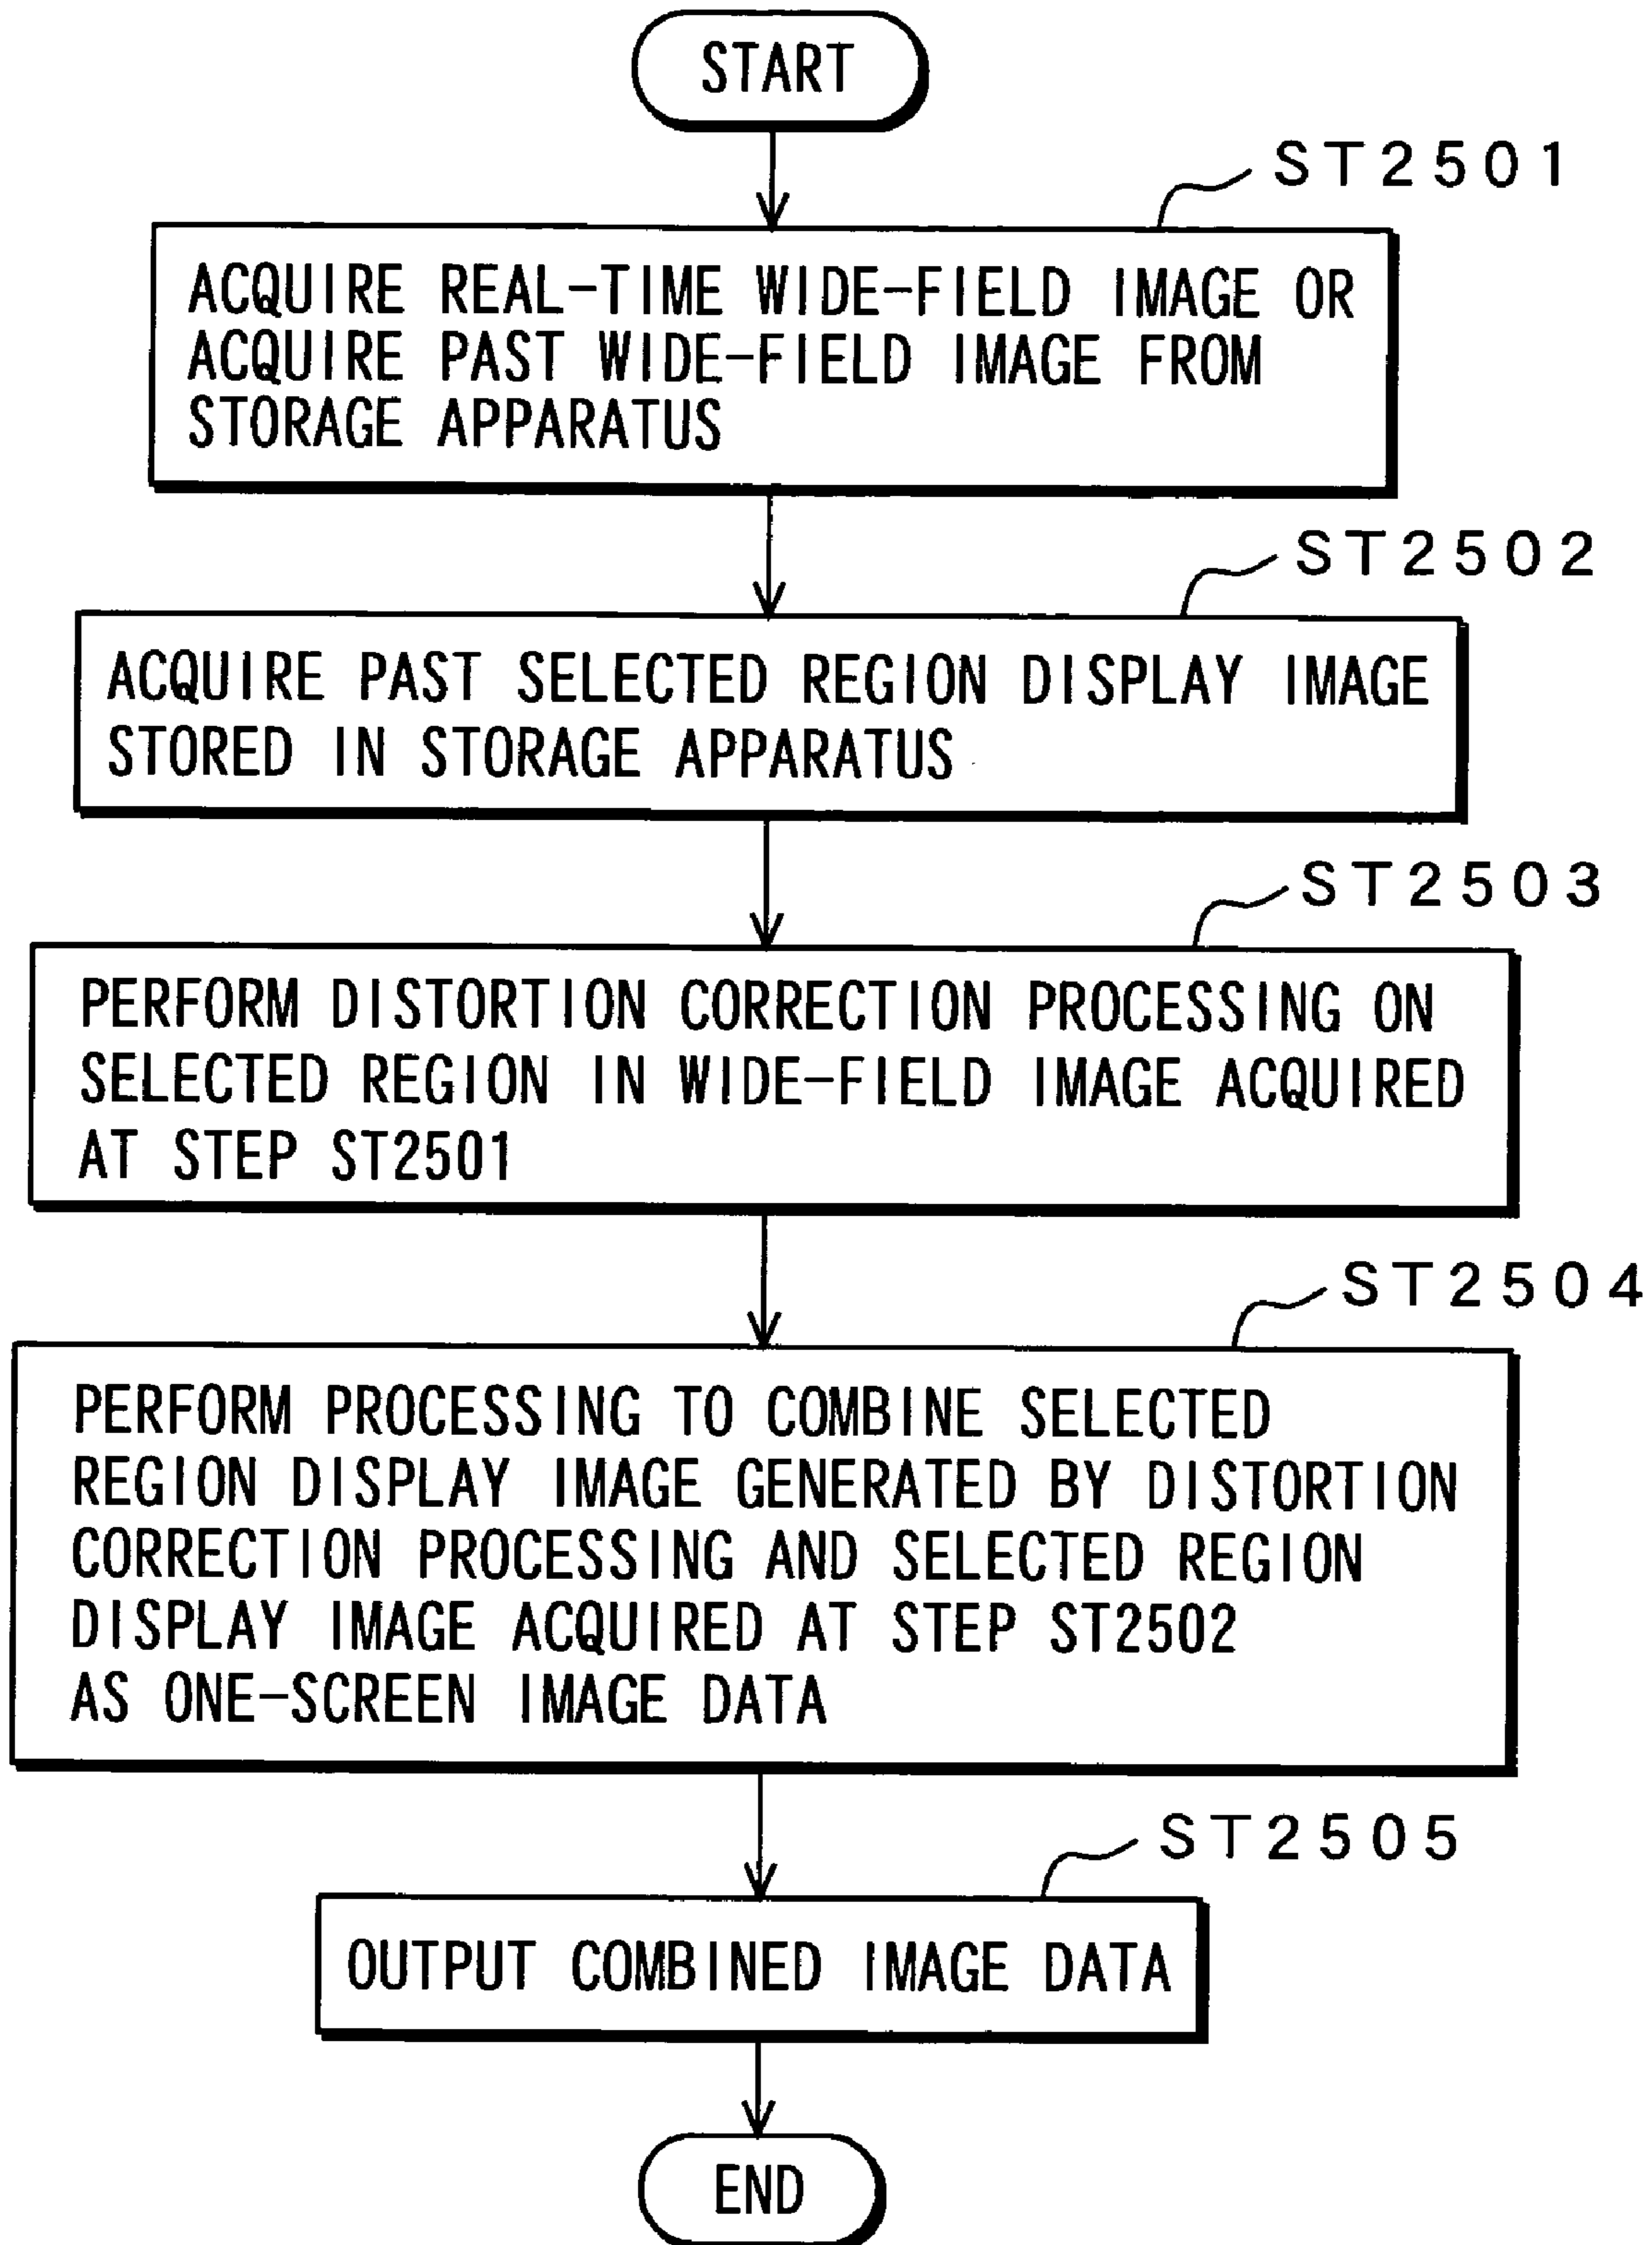 START
ST2501
ACQUIRE REAL-TIME WIDE-FIELD IMAGE OR
ACQUIRE PAST WIDE-FIELD IMAGE FROM
STORAGE APPARATUS
ST2502
ACQUIRE PAST SELECTED REGION DISPLAY IMAGE
STORED IN STORAGE APPARATUS
ST2503
PERFORM DISTORTION CORRECTION PROCESSING ON
SELECTED REGION IN WIDE-FIELD IMAGE ACQUIRED
AT STEP ST2501
ST2504
PERFORM PROCESSING TO COMBINE SELECTED
REGION DISPLAY IMAGE GENERATED BY DISTORTION
CORRECTION PROCESSING AND SELECTED REGION
DISPLAY IMAGE ACQUIRED AT STEP ST2502
AS ONE-SCREEN IMAGE DATA
ST2505
OUTPUT COMBINED IMAGE DATA
END